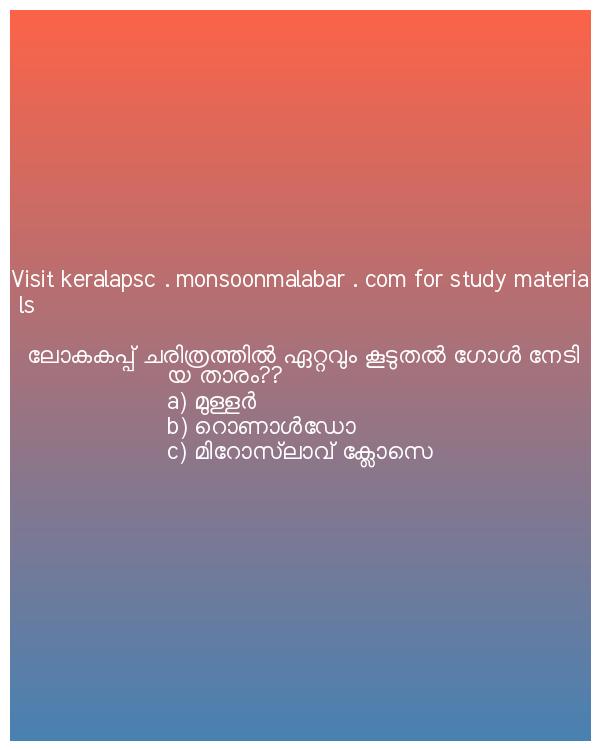 Visit keralapsc . monsoonmalabar . com for study materia
ls
ലോകകപ്പ് ചരിത്രത്തിൽ ഏറ്റവും കൂടുതൽ ഗോൾ നേടി
യ താരം??
a) മുള്ളർ
b) റൊണാൾഡോ
c) മിറോസ്‌ലാവ് ക്ലോസെ